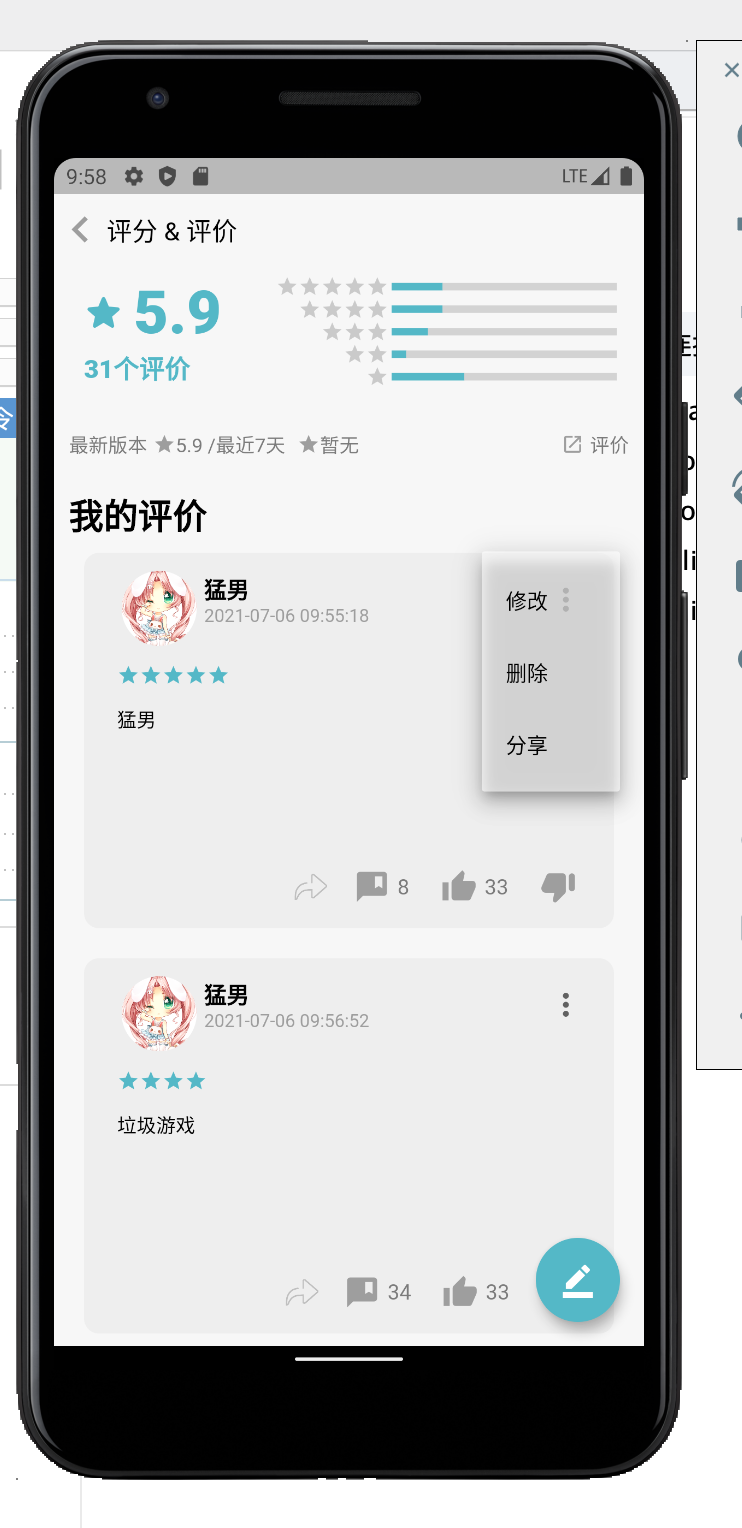 9:58
LTE
评分 & 评价
5.9
31个评价
最新版本 5.9 /最近7天 暂无
评价
我的评价
猛男
2021-07-06 09:55:18
猛男
修改
删除
分享
8
33
猛男
2021-07-06 09:56:52
垃圾游戏
34
33
令
a
o
li
i